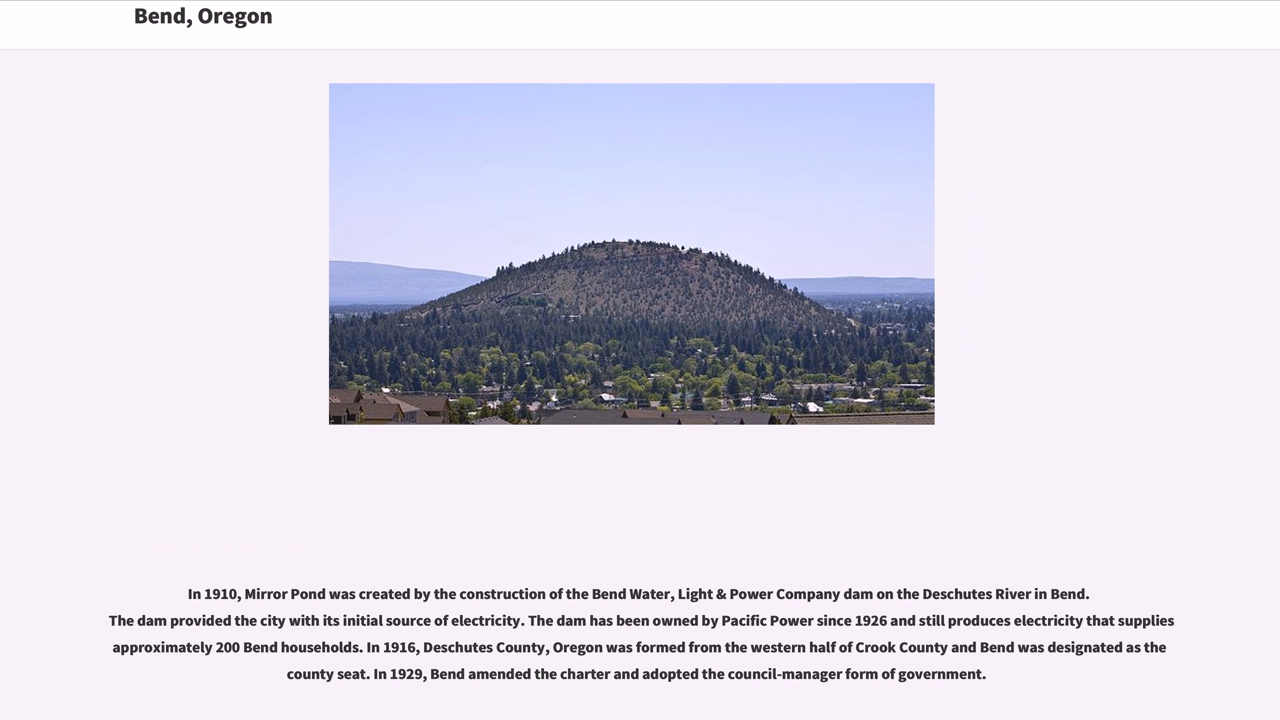 Bend, Oregon
In 1910, Mirror Pond was created by the construction of the Bend Water, Light & Power Company dam on the Deschutes River in Bend.
The dam provided the city with its initial source of electricity. The dam has been owned by Pacific Power since 1926 and still produces electricity that supplies
approximately 200 Bend households. In 1916, Deschutes County, Oregon was formed from the western half of Crook County and Bend was designated as the
county seat. In 1929, Bend amended the charter and adopted the council-manager form of government.